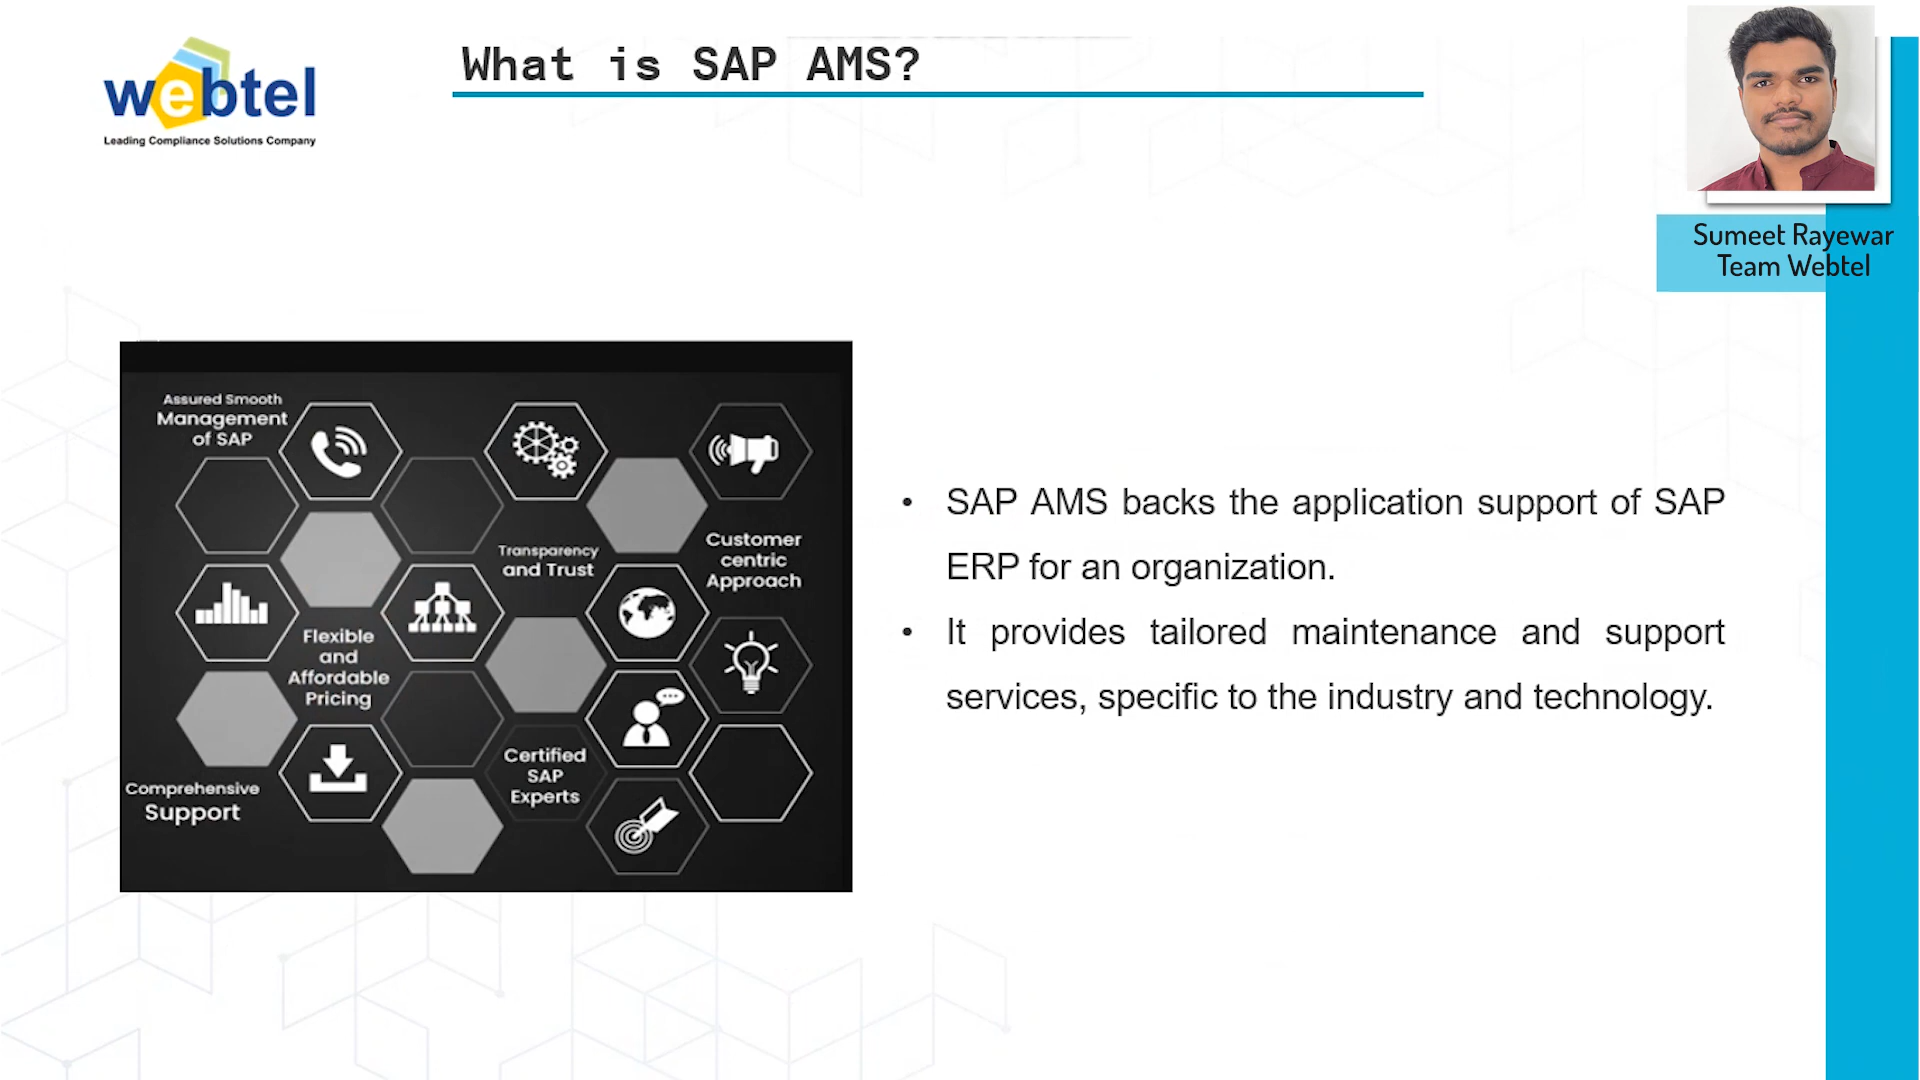 webtel
Leading Compliance Solutions Company
What is SAP AMS?
Sumeet Rayewar
Team Webtel
Assured Smooth
Management
of SAP
Transparency
and Trust
Customer
centric
Approach
Flexible
and
Affordable
Pricing
Certified
SAP
Experts
Comprehensive
Support
• SAP AMS backs the application support of SAP
ERP for an organization.
• It provides tailored maintenance and support
services, specific to the industry and technology.